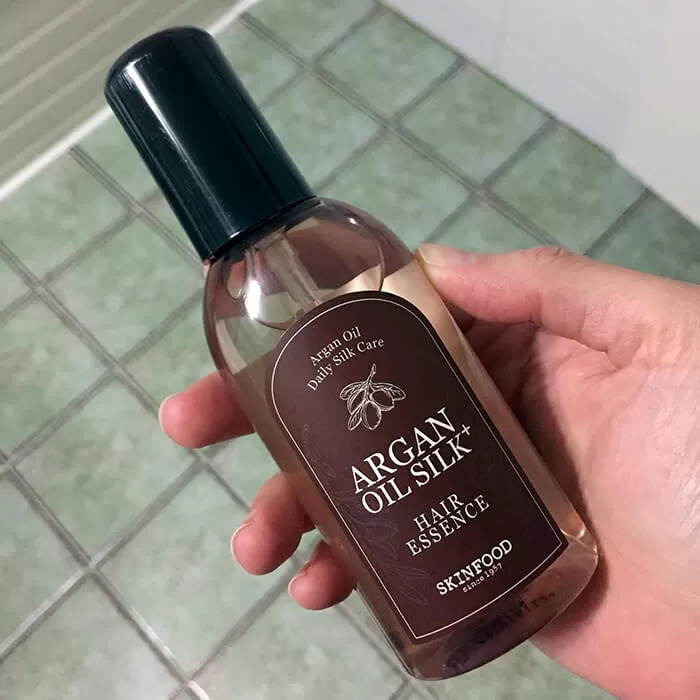 Argan Oil
Daily Silk Care
ARGAN
OIL SILK+
HAIR
ESSENCE
SKINFOOD
since 1957